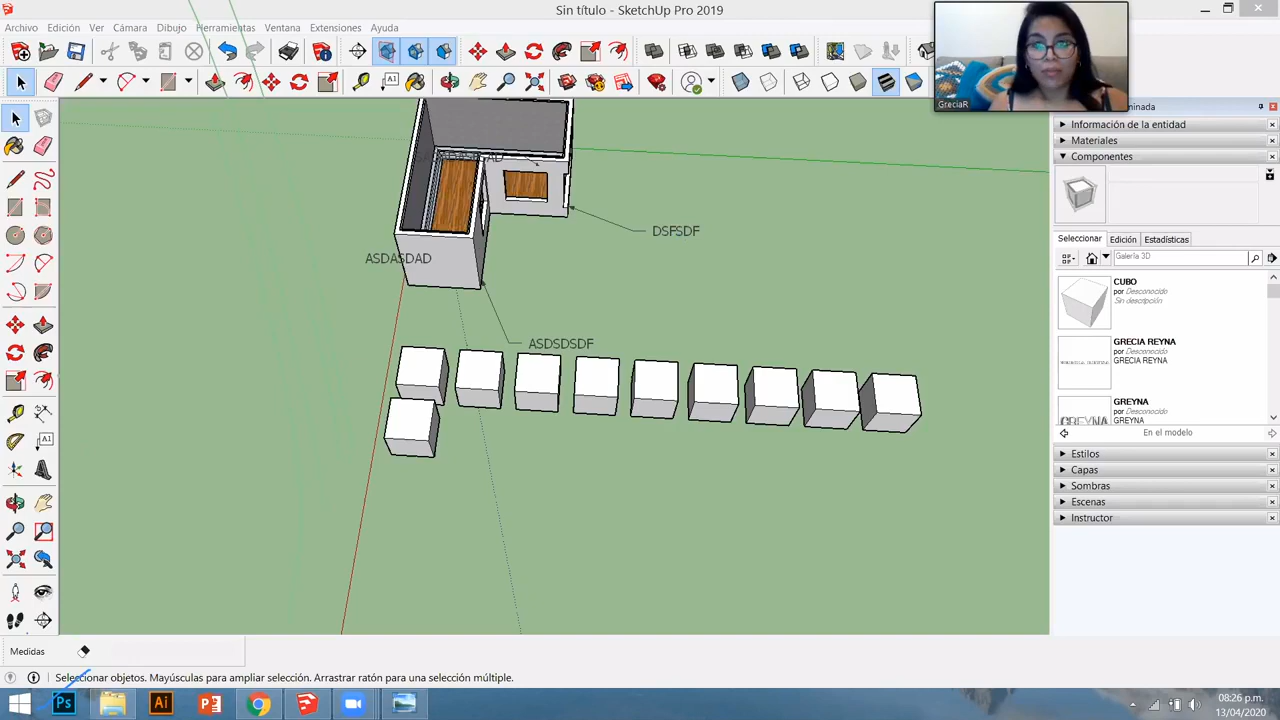 Sin título - SketchUp Pro 2019
Archivo Edición Ver Cámara Dibujo Herramientas Ventana Extensiones Ayuda
GreciaR
minada
Información de la entidad
Materiales
Componentes
Seleccionar Edición Estadísticas
Galería 3D
CUBO
por Desconocido
Sin descripción
GRECIA REYNA
por Desconocido
GRECIA REYNA
GREYNA
por Desconocido
GREYNA
En el modelo
Estilos
Capas
Sombras
Escenas
Instructor
DSFSDF
ASDASDAD
ASDSDSDF
Medidas
Seleccionar objetos. Mayúsculas para ampliar selección. Arrastrar ratón para una selección múltiple.
08:26 p.m.
13/04/2020